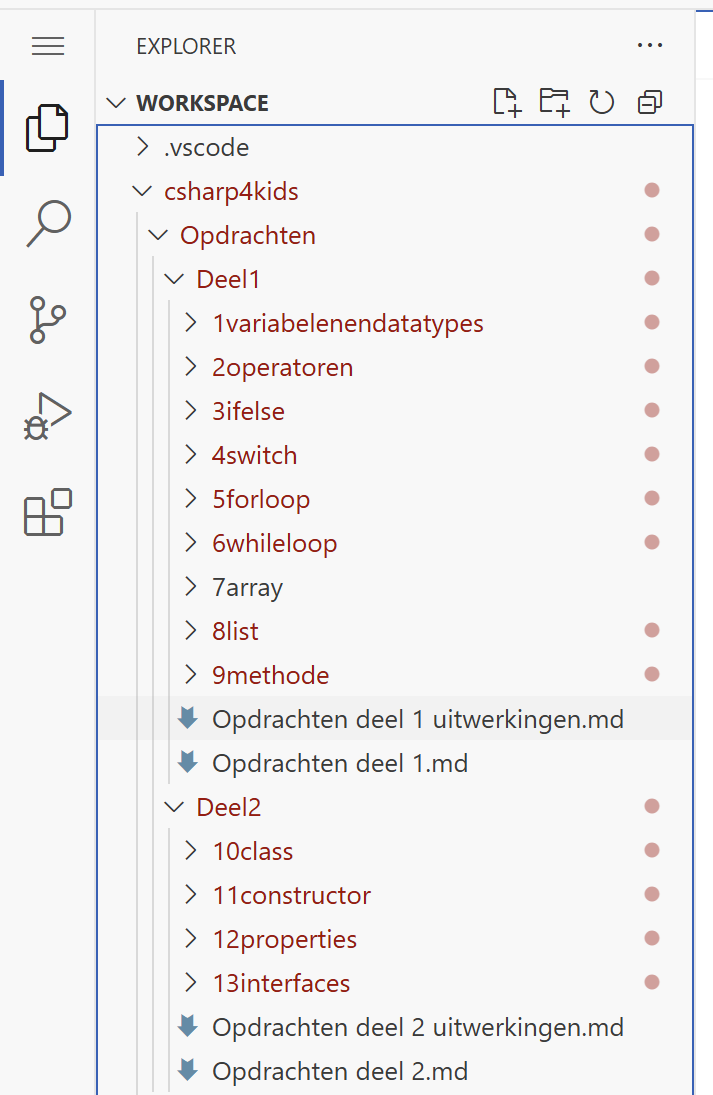 EXPLORER
WORKSPACE
.vscode
csharp4kids
Opdrachten
Deel1
1variabelenendatatypes
2operatoren
3ifelse
4switch
5forloop
6whileloop
7array
8list
9methode
Opdrachten deel 1 uitwerkingen.md
Opdrachten deel 1.md
Deel2
10class
11constructor
12properties
13interfaces
Opdrachten deel 2 uitwerkingen.md
Opdrachten deel 2.md